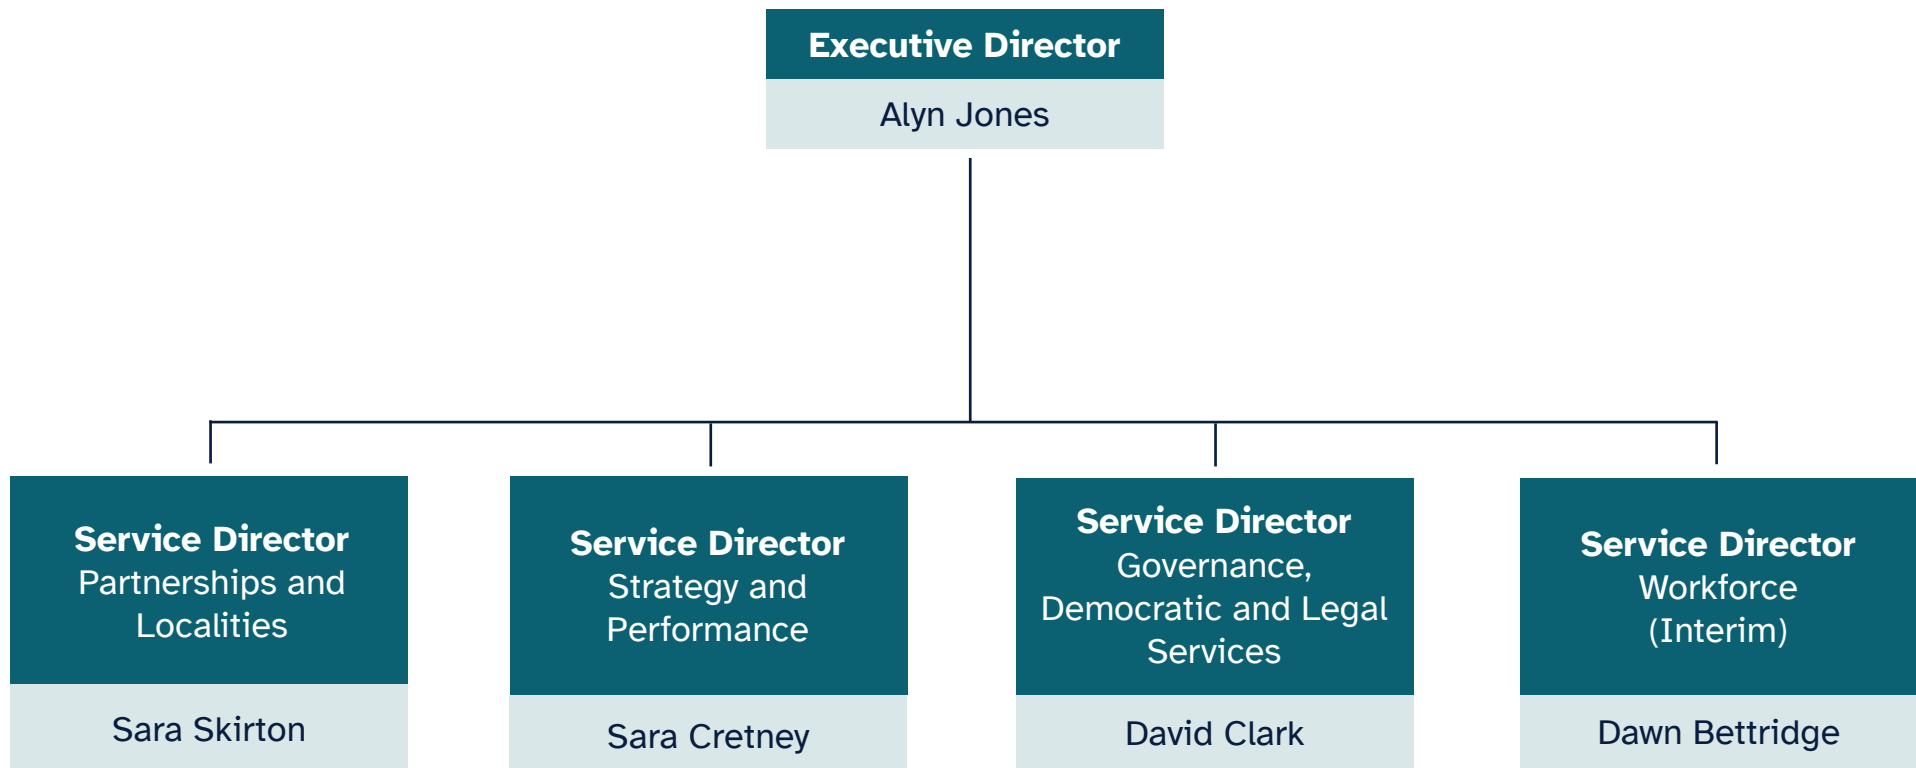 Executive Director
Alyn Jones
Service Director
Partnerships and
Localities
Sara Skirton
Service Director
Strategy and
Performance
Sara Cretney
Service Director
Governance,
Democratic and Legal
Services
David Clark
Service Director
Workforce
(Interim)
Dawn Bettridge